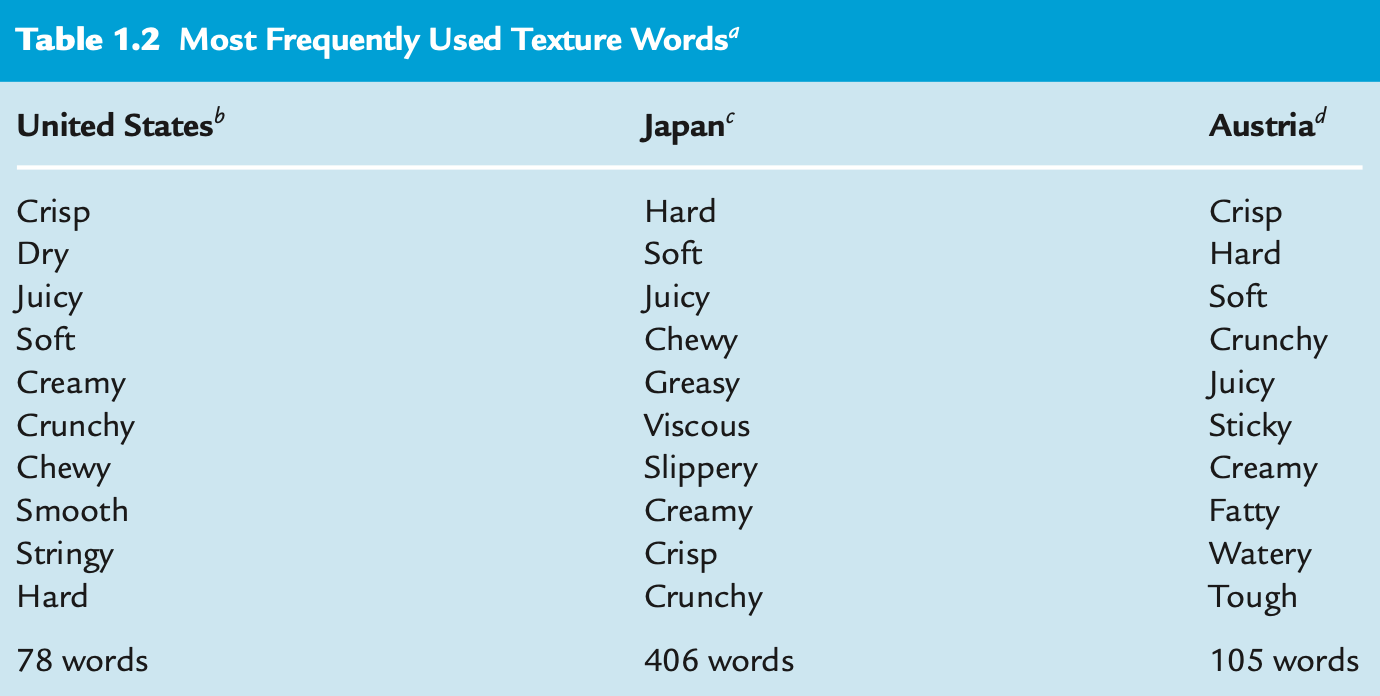 Table 1.2 Most Frequently Used Texture Words^a
United States^b Japan^c Austria^d
Crisp Hard Crisp
Dry Soft Hard
Juicy Juicy Soft
Soft Chewy Crunchy
Creamy Greasy Juicy
Crunchy Viscous Sticky
Chewy Slippery Creamy
Smooth Creamy Fatty
Stringy Crisp Watery
Hard Crunchy Tough
78 words 406 words 105 words